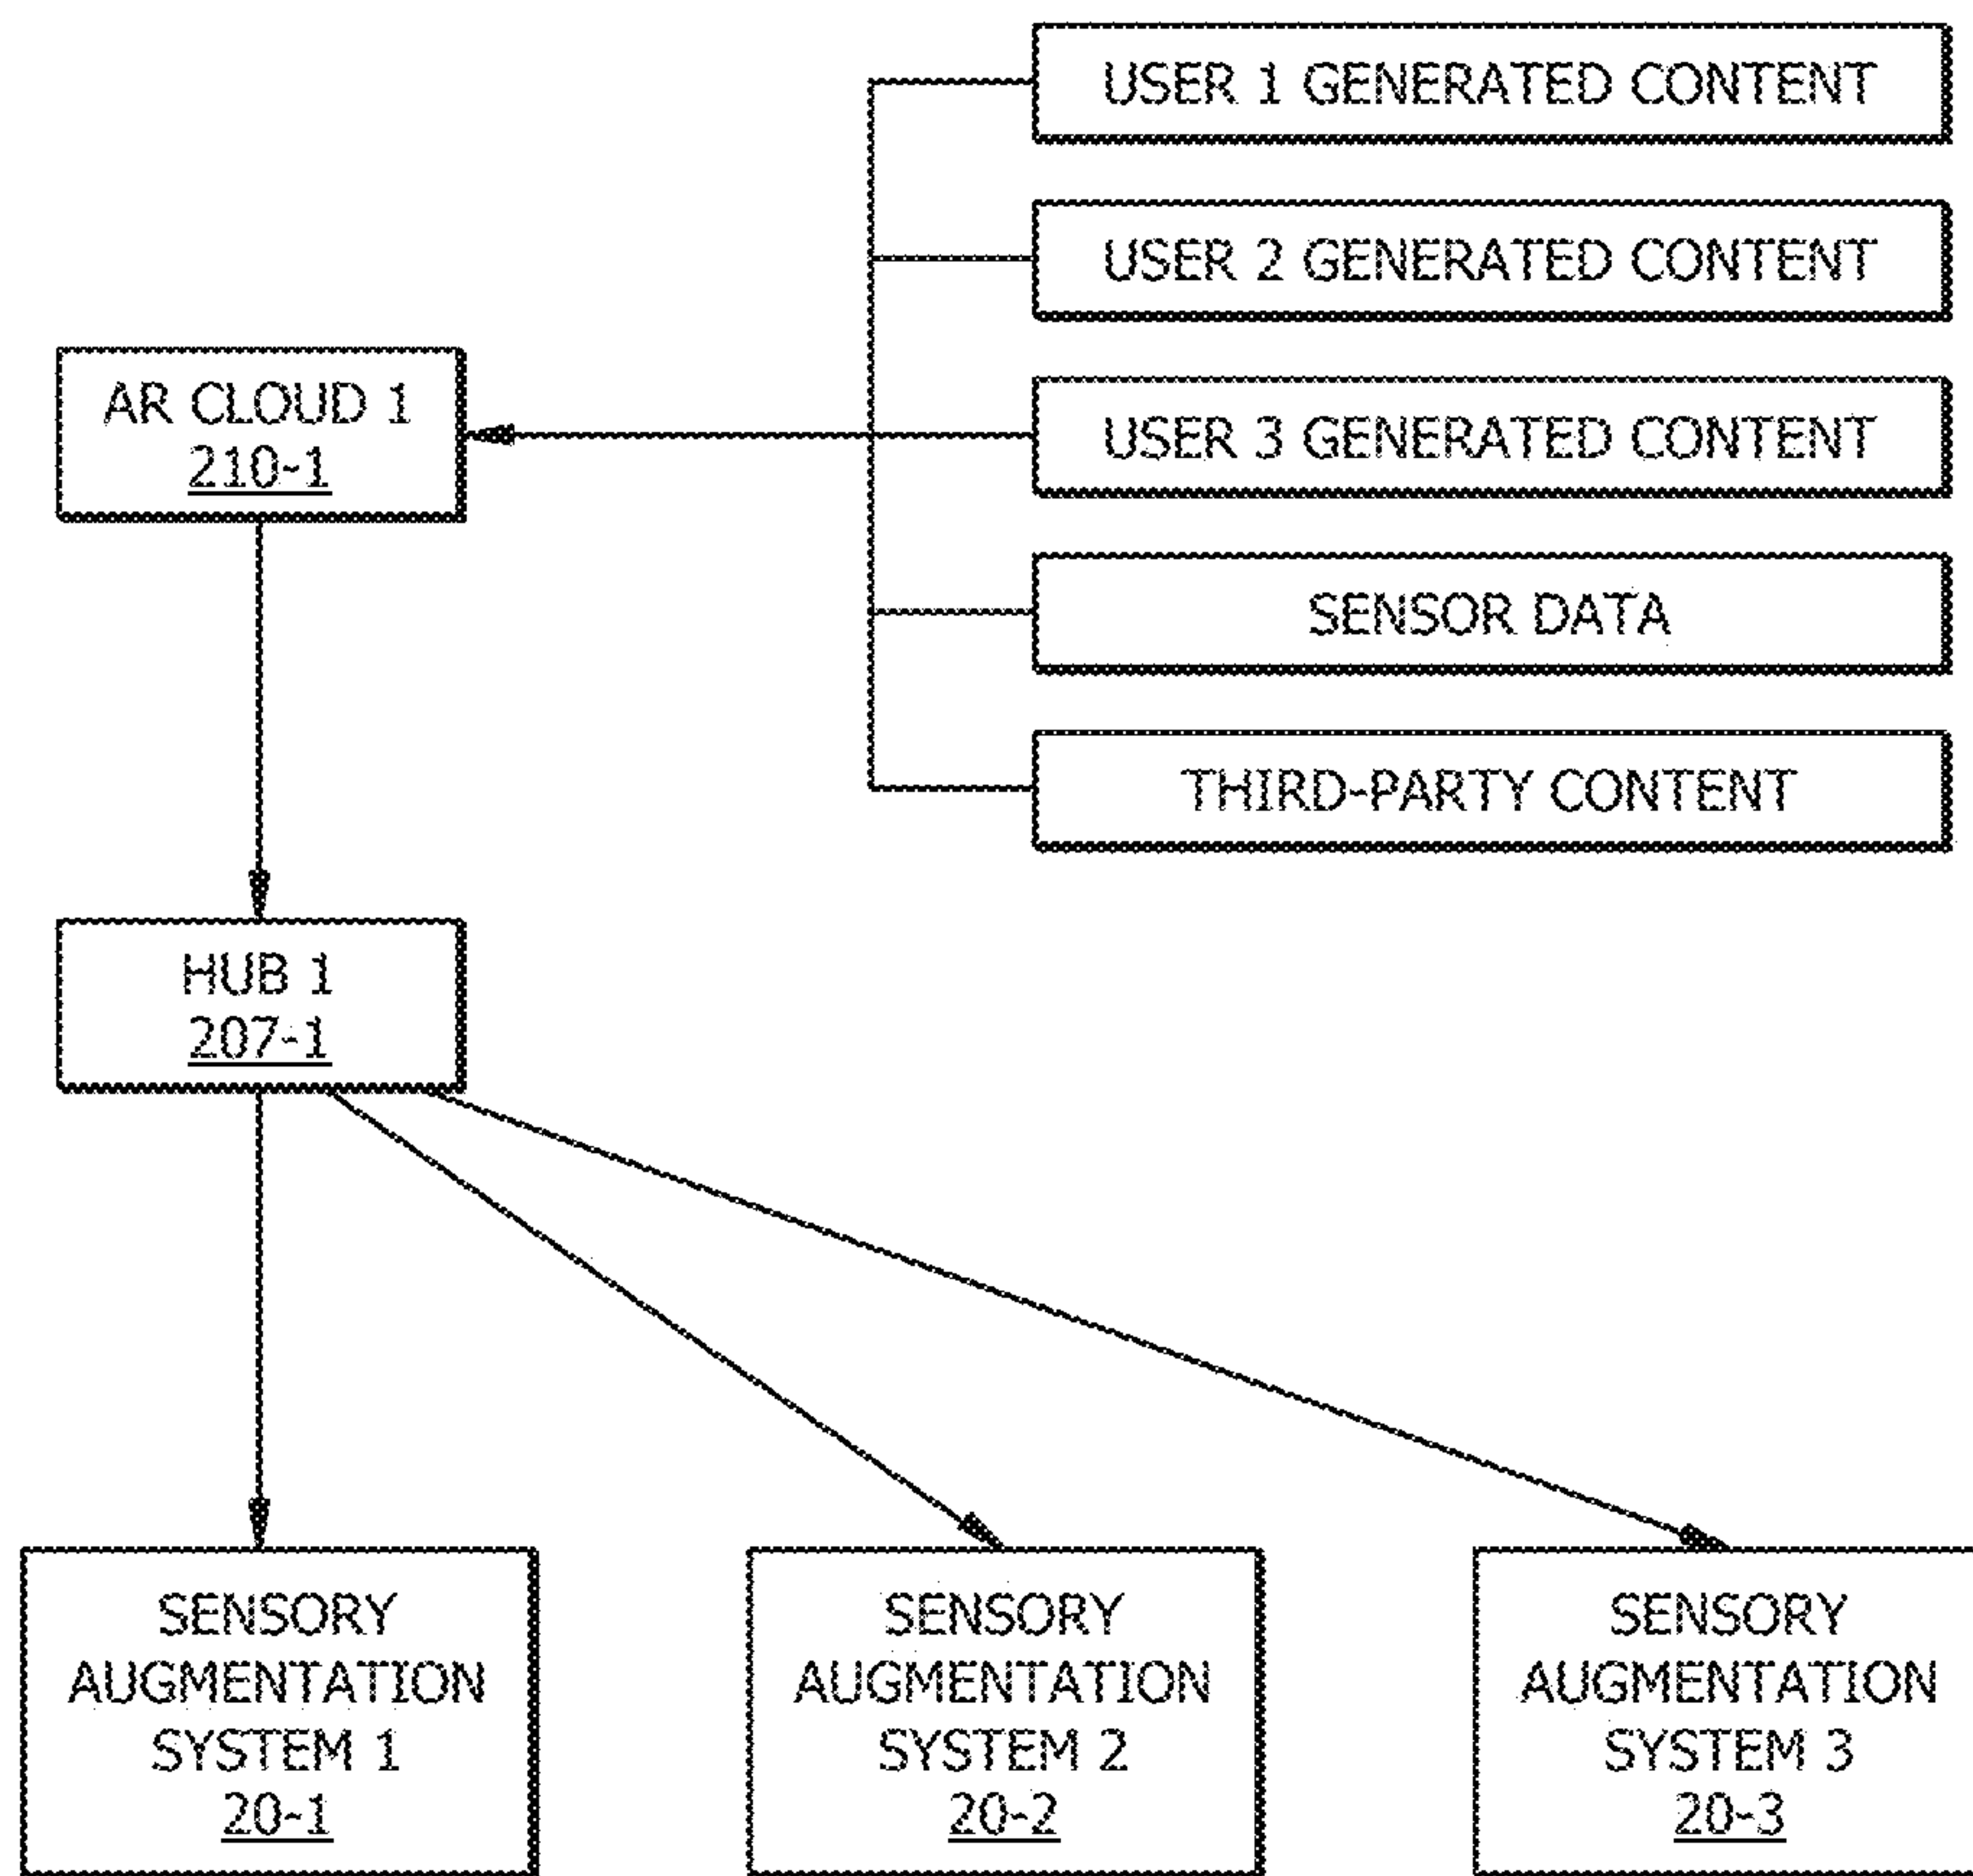 USER 1 GENERATED CONTENT
USER 2 GENERATED CONTENT
USER 3 GENERATED CONTENT
SENSOR DATA
THIRD-PARTY CONTENT
AR CLOUD 1
210-1
HUB 1
207-1
SENSORY
AUGMENTATION
SYSTEM 1
20-1
SENSORY
AUGMENTATION
SYSTEM 2
20-2
SENSORY
AUGMENTATION
SYSTEM 3
20-3